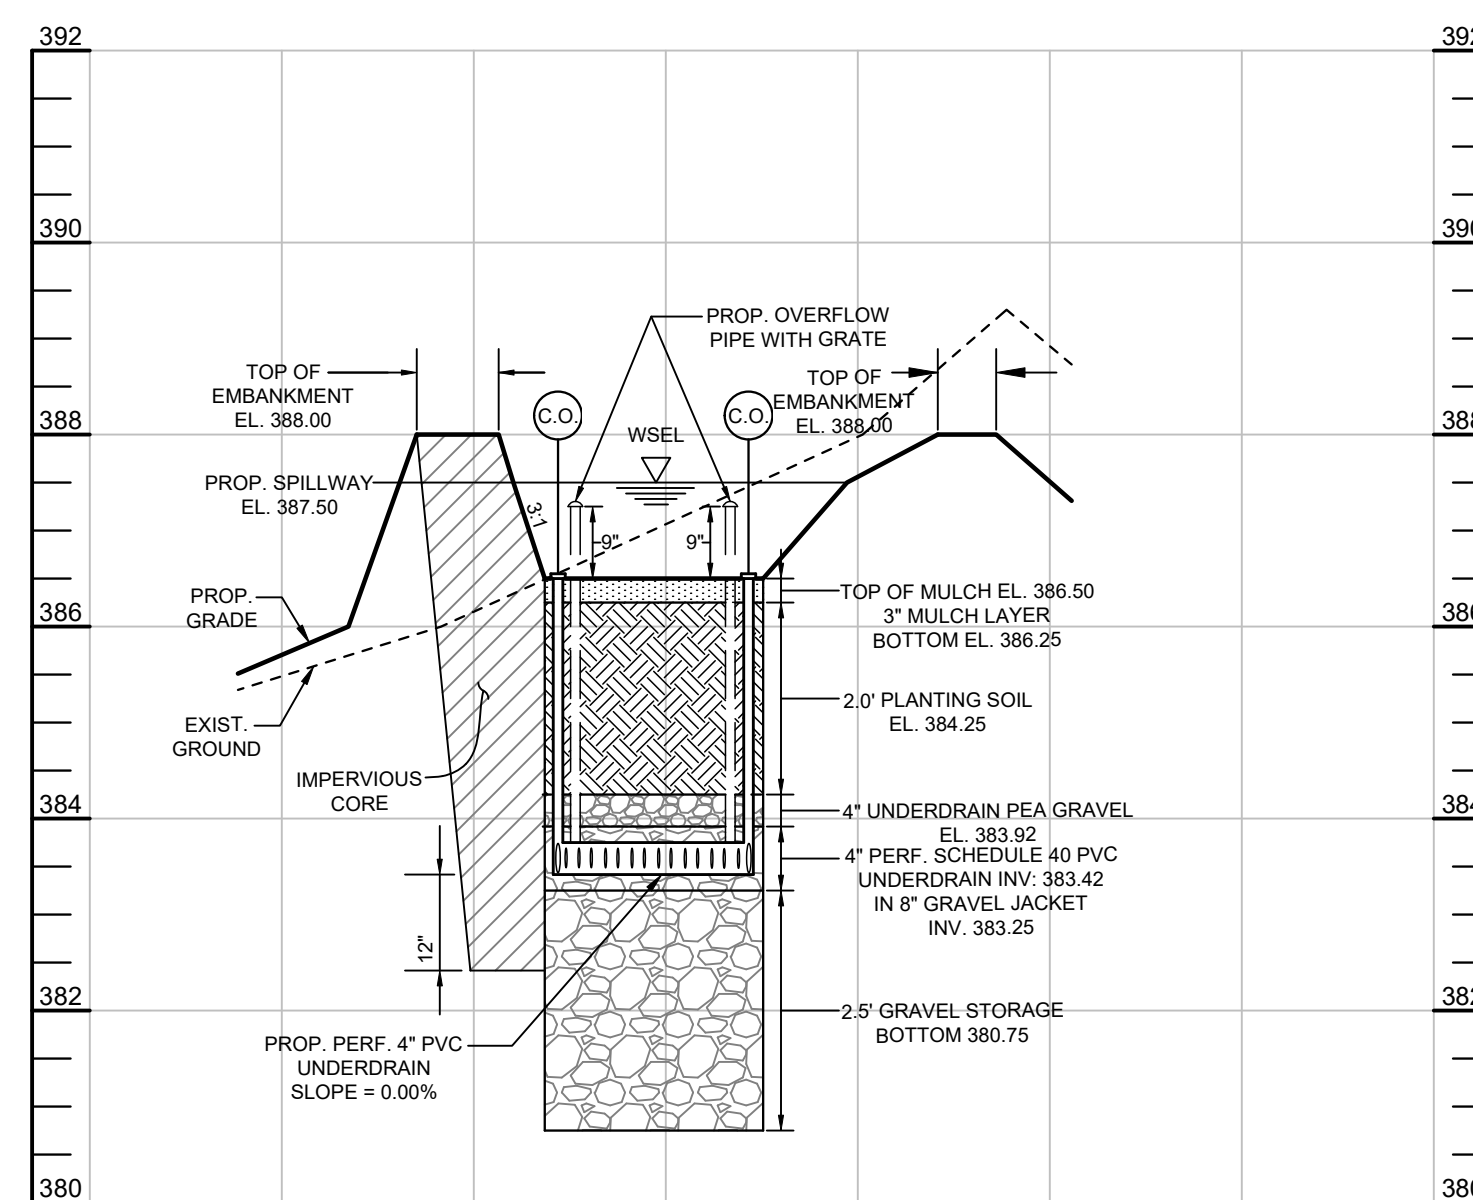 392
392
390
390
PROP. OVERFLOW
PIPE WITH GRATE
TOP OF
EMBANKMENT
EL. 388.00
TOP OF
EMBANKMENT
EL. 388.00
C.O.
C.O.
WSEL
388
388
PROP. SPILLWAY
EL. 387.50
3:1
9"
9"
PROP.
GRADE
TOP OF MULCH EL. 386.50
3" MULCH LAYER
BOTTOM EL. 386.25
386
386
2.0' PLANTING SOIL
EL. 384.25
EXIST.
GROUND
IMPERVIOUS
CORE
384
384
4" UNDERDRAIN PEA GRAVEL
EL. 383.92
4" PERF. SCHEDULE 40 PVC
UNDERDRAIN INV: 383.42
IN 8" GRAVEL JACKET
INV. 383.25
12"
382
382
2.5' GRAVEL STORAGE
BOTTOM 380.75
PROP. PERF. 4" PVC
UNDERDRAIN
SLOPE = 0.00%
380
380